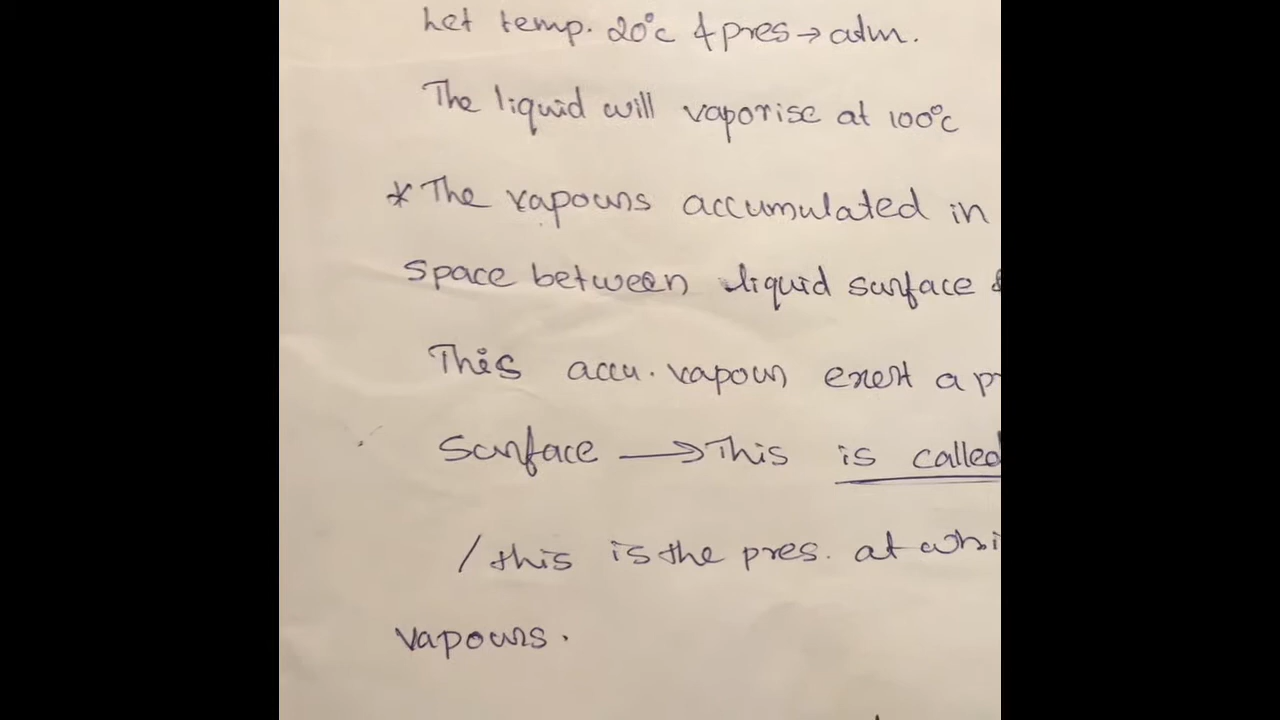 Let temp. 20°c & pres → atm.
The liquid will vaporise at 100°c
* The vapours accumulated in
space between liquid surface
This accu. vapour exert a
surface → This is called
/ this is the pres. at
vapours.